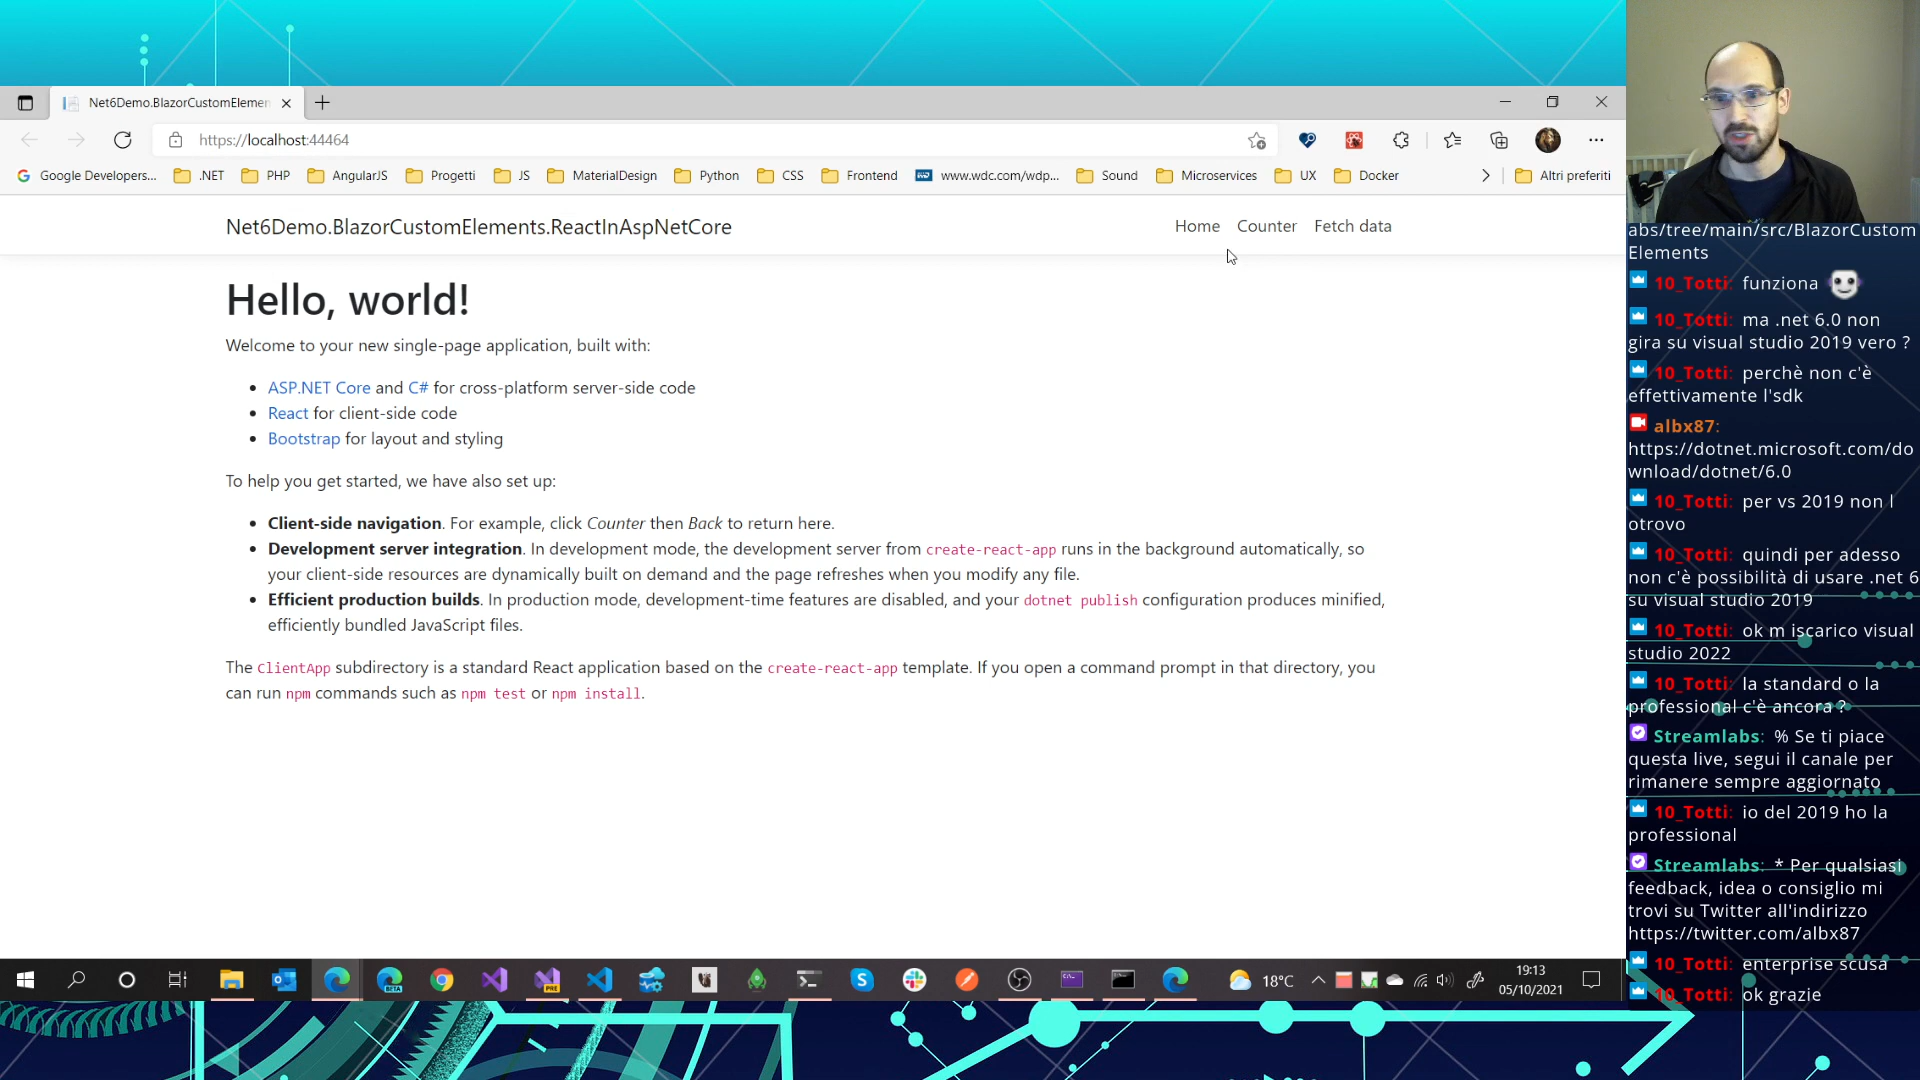 Net6Demo.BlazorCustomElemen
https://localhost:44464
Google Developers...
.NET
PHP
AngularJS
Progetti
JS
MaterialDesign
Python
CSS
Frontend
www.wdc.com/wdp...
Sound
Microservices
UX
Docker
Altri preferiti
Net6Demo.BlazorCustomElements.ReactInAspNetCore
Home Counter Fetch data
Hello, world!
Welcome to your new single-page application, built with:
ASP.NET Core and C# for cross-platform server-side code
React for client-side code
Bootstrap for layout and styling
To help you get started, we have also set up:
Client-side navigation. For example, click Counter then Back to return here.
Development server integration. In development mode, the development server from create-react-app runs in the background automatically, so
your client-side resources are dynamically built on demand and the page refreshes when you modify any file.
Efficient production builds. In production mode, development-time features are disabled, and your dotnet publish configuration produces minified,
efficiently bundled JavaScript files.
The ClientApp subdirectory is a standard React application based on the create-react-app template. If you open a command prompt in that directory, you
can run npm commands such as npm test or npm install.
abs/tree/main/src/BlazorCustom
Elements
10_Totti: funziona
10_Totti: ma .net 6.0 non
gira su visual studio 2019 vero ?
10_Totti: perchè non c'è
effettivamente l'sdk
albx87:
https://dotnet.microsoft.com/do
wnload/dotnet/6.0
10_Totti: per vs 2019 non l
otrovo
10_Totti: quindi per adesso
non c'è possibilità di usare .net 6
su visual studio 2019
10_Totti: ok m iscarico visual
studio 2022
10_Totti: la standard o la
professional c'è ancora ?
Streamlabs: % Se ti piace
questa live, segui il canale per
rimanere sempre aggiornato
10_Totti: io del 2019 ho la
professional
Streamlabs: * Per qualsiasi
feedback, idea o consiglio mi
trovi su Twitter all'indirizzo
https://twitter.com/albx87
10_Totti: enterprise scusa
10_Totti: ok grazie
BETA
PRE
18°C
19:13
05/10/2021